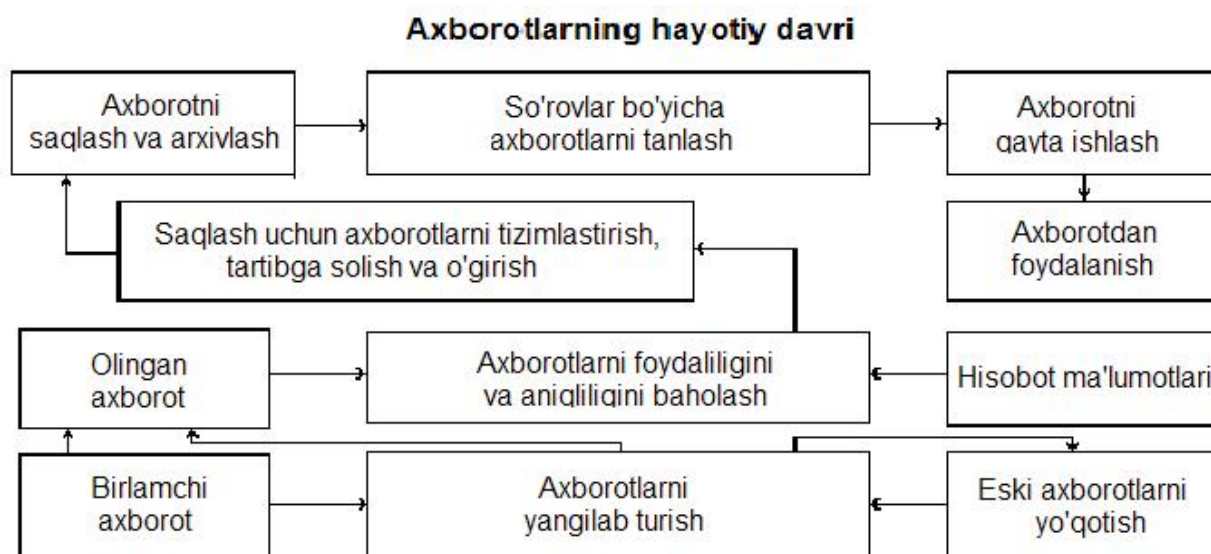 Axborotlarning hayotiy davri
Axborotni
saqlash va arxivlash
So'rovlar bo'yicha
axborotlarni tanlash
Axborotni
qayta ishlash
Saqlash uchun axborotlarni tizimlastirish,
tartibga solish va o'girish
Axborotdan
foydalanish
Olingan
axborot
Axborotlarni foydaliligini
va aniqliligini baholash
Hisobot ma'lumotlari
Birlamchi
axborot
Axborotlarni
yangilab turish
Eski axborotlarni
yo'qotish